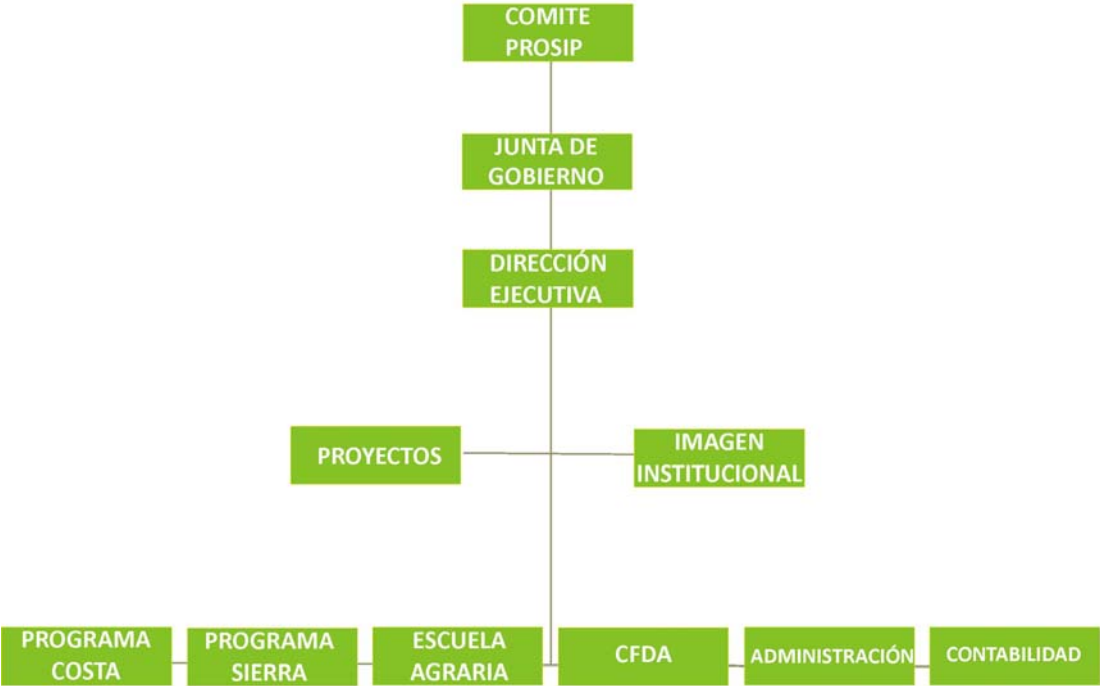 COMITE
PROSIP
JUNTA DE
GOBIERNO
DIRECCIÓN
EJECUTIVA
PROYECTOS
IMAGEN
INSTITUCIONAL
PROGRAMA
COSTA
PROGRAMA
SIERRA
ESCUELA
AGRARIA
CFDA
ADMINISTRACIÓN
CONTABILIDAD